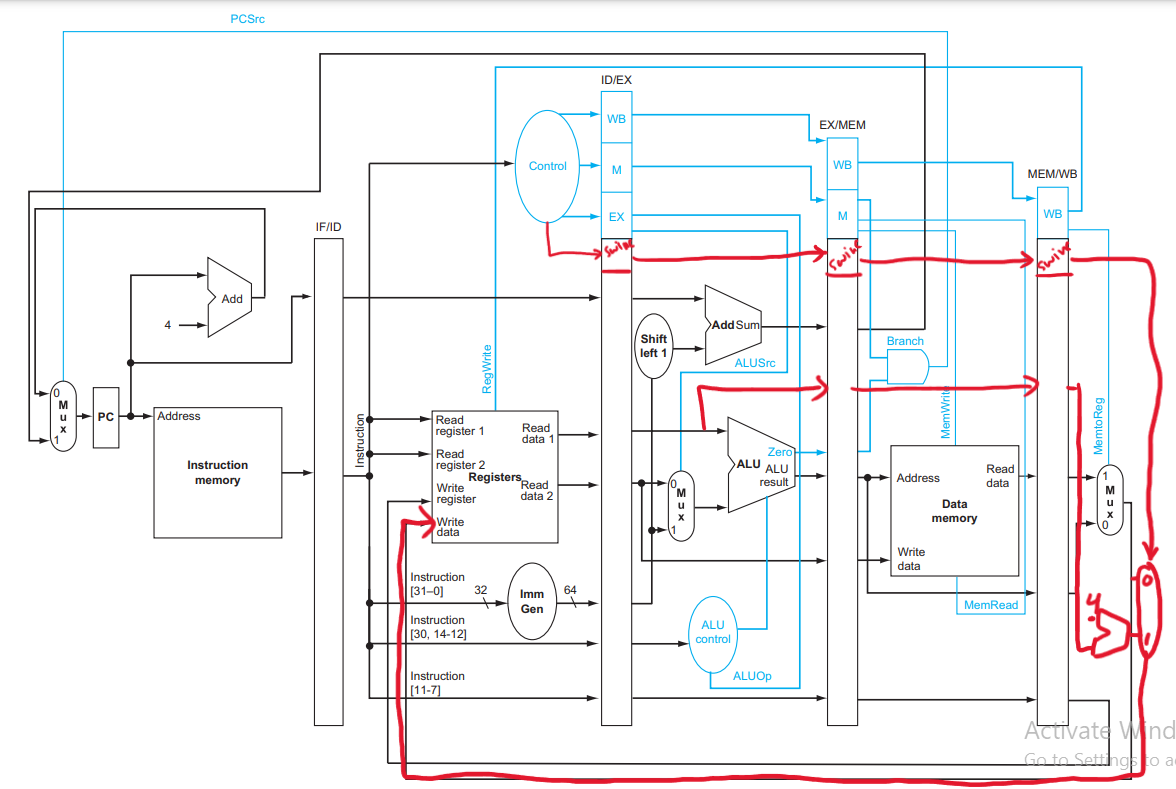 PCSrc
ID/EX
WB
EX/MEM
Control
M
WB
MEM/WB
EX
M
WB
IF/ID
Add
4
Shift
left 1
Add Sum
ALUSrc
Branch
RegWrite
MemWrite
MemtoReg
0
M
u
x
1
PC
Address
Instruction
memory
Instruction
Read
register 1
Read
data 1
Read
register 2
Registers
Write
register
Read
data 2
Write
data
0
M
u
x
1
Zero
ALU
ALU
result
Address
Read
data
Data
memory
Write
data
1
M
u
x
0
0
1
4
Instruction
[31–0]
32
Imm
Gen
64
Instruction
[30, 14-12]
ALU
control
MemRead
ALUOp
Instruction
[11-7]
Activate Wind
Go to Settings to a